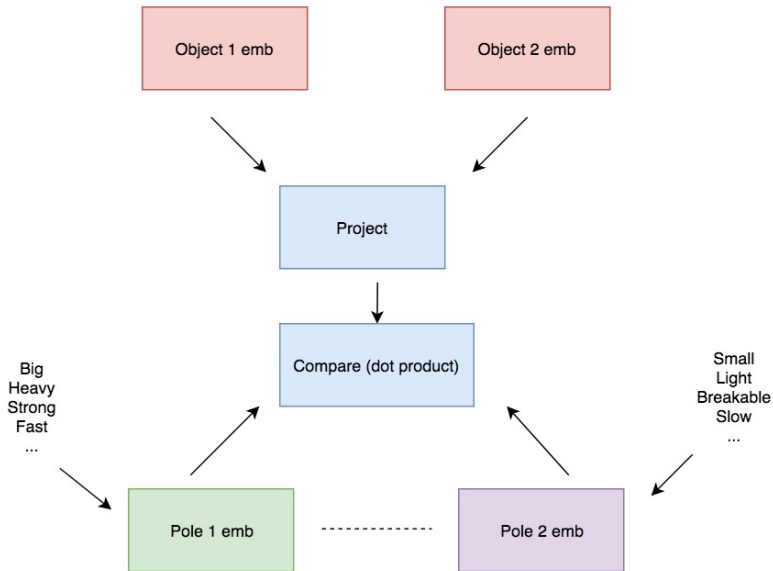 Object 1 emb
Object 2 emb
Project
Compare (dot product)
Big
Heavy
Strong
Fast
...
Small
Light
Breakable
Slow
...
Pole 1 emb
Pole 2 emb